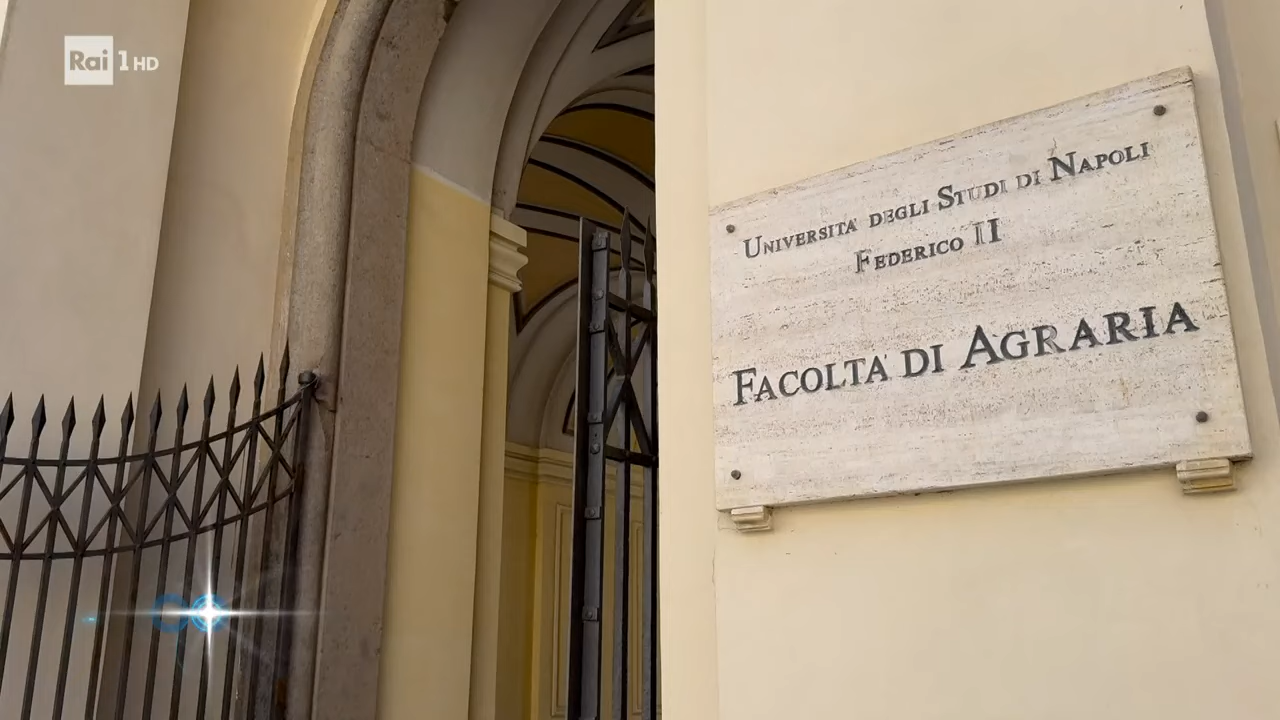 Rai 1 HD
UNIVERSITA' DEGLI STUDI DI NAPOLI
FEDERICO II
FACOLTA' DI AGRARIA